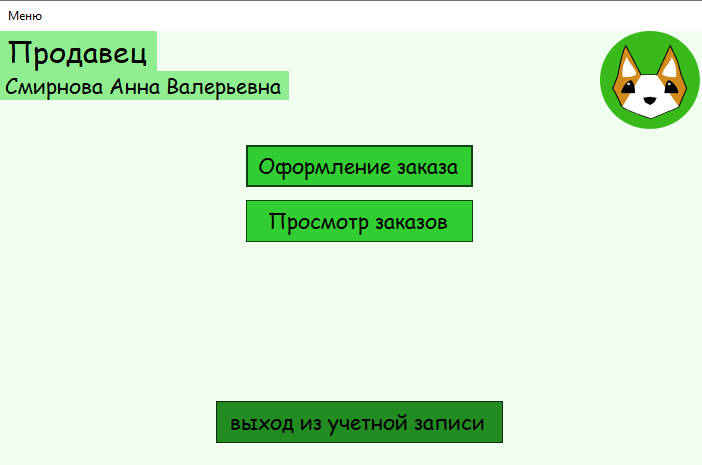 Меню
Продавец
Смирнова Анна Валерьевна
Оформление заказа
Просмотр заказов
выход из учетной записи